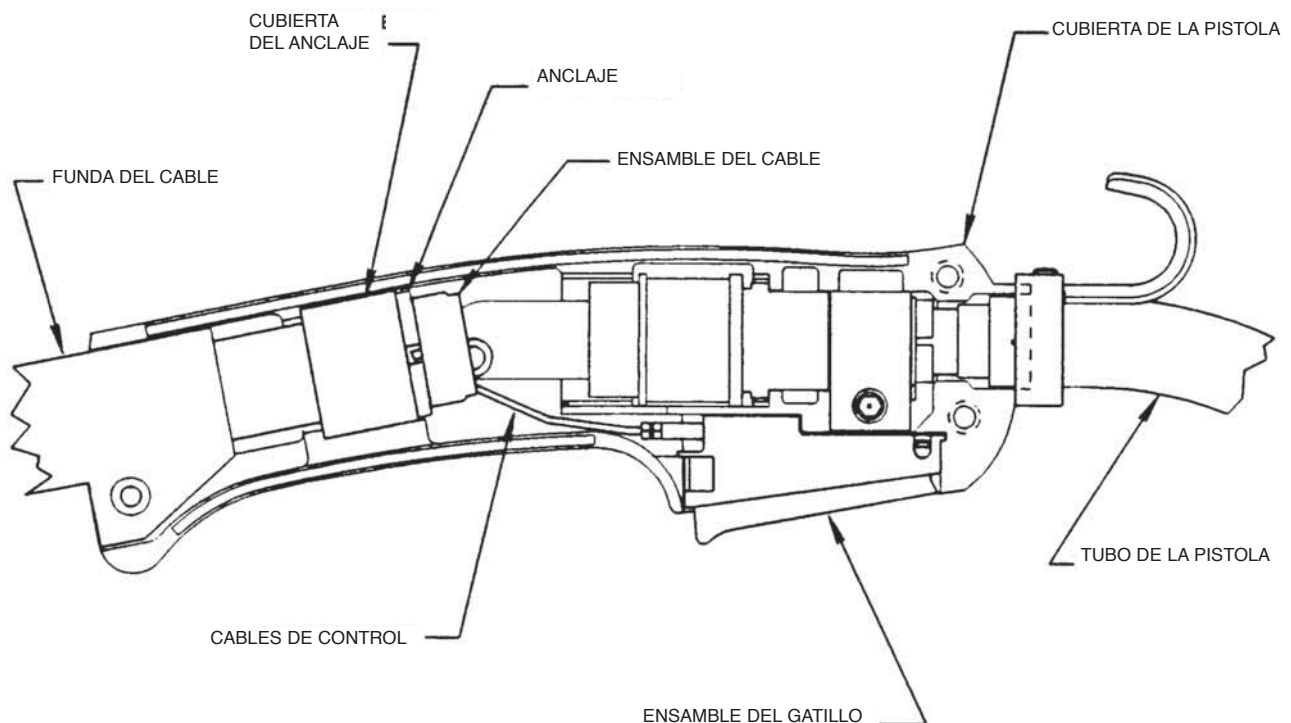 CUBIERTA
DEL ANCLAJE
CUBIERTA DE LA PISTOLA
ANCLAJE
ENSAMBLE DEL CABLE
FUNDA DEL CABLE
TUBO DE LA PISTOLA
CABLES DE CONTROL
ENSAMBLE DEL GATILLO